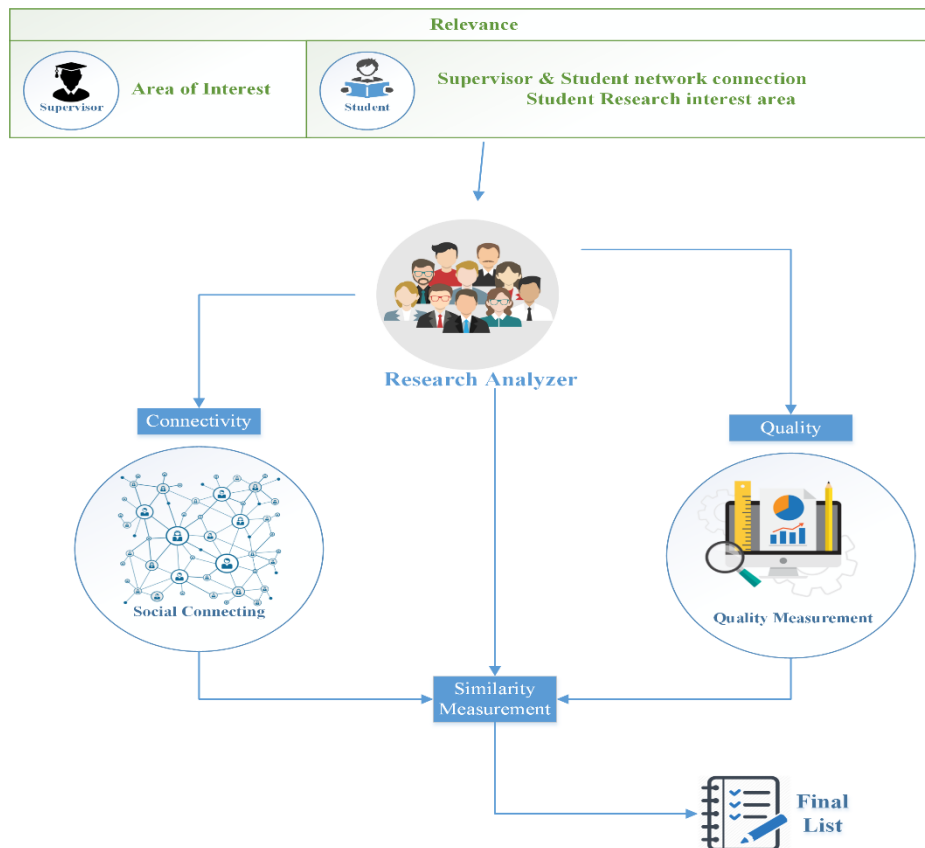 Relevance
Supervisor
Area of Interest
Student
Supervisor & Student network connection
Student Research interest area
Research Analyzer
Connectivity
Quality
Social Connecting
Quality Measurement
Similarity
Measurement
Final
List